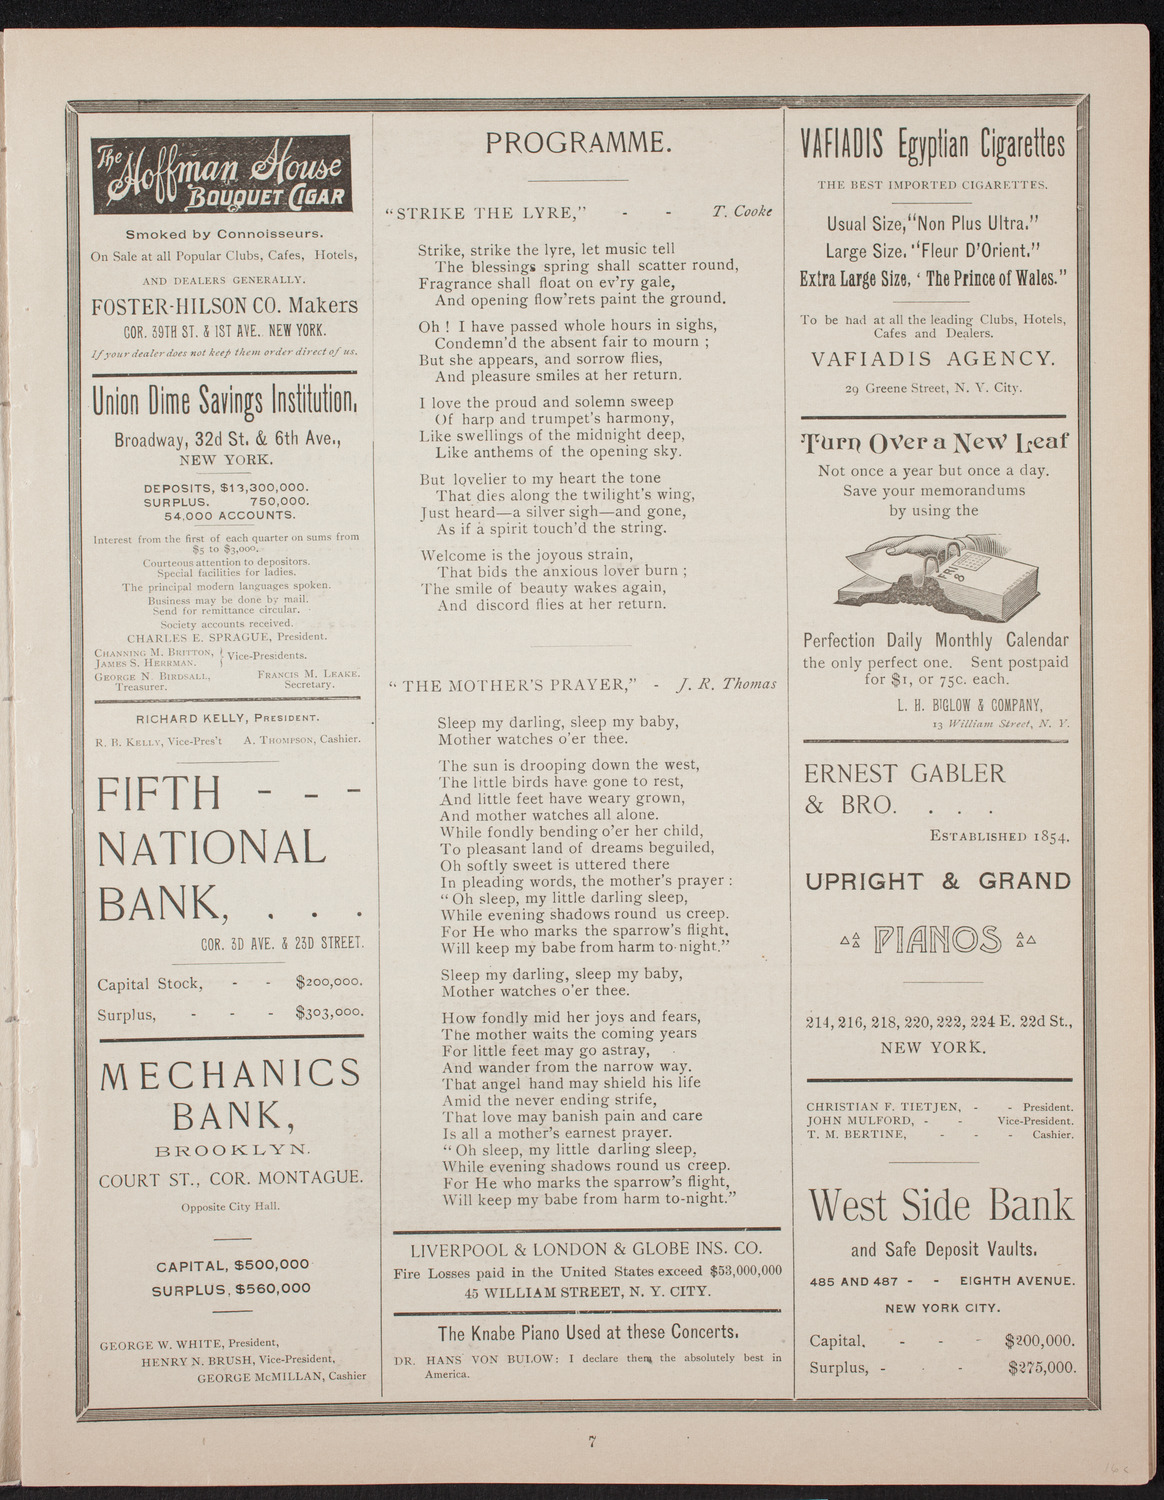 The Hoffman House
BOUQUET CIGAR
Smoked by Connoisseurs.
On Sale at all Popular Clubs, Cafes, Hotels,
AND DEALERS GENERALLY.
FOSTER-HILSON CO. Makers
COR. 39TH ST. & 1ST AVE. NEW YORK.
If your dealer does not keep them order direct of us.
Union Dime Savings Institution,
Broadway, 32d St. & 6th Ave.,
NEW YORK.
DEPOSITS, $13,300,000.
SURPLUS. 750,000.
54,000 ACCOUNTS.
Interest from the first of each quarter on sums from
$5 to $3,000.
Courteous attention to depositors.
Special facilities for ladies.
The principal modern languages spoken.
Business may be done by mail.
Send for remittance circular.
Society accounts received.
CHARLES E. SPRAGUE, President.
CHANNING M. BRITTON, } Vice-Presidents.
JAMES S. HERRMAN.
GEORGE N. BIRDSALL, FRANCIS M. LEAKE.
Treasurer. Secretary.
RICHARD KELLY, PRESIDENT.
R. B. KELLY, Vice-Pres't A. THOMPSON, Cashier.
FIFTH - - -
NATIONAL
BANK, . . .
COR. 3D AVE. & 23D STREET.
Capital Stock, - - $200,000.
Surplus, - - - $303,000.
MECHANICS
BANK,
BROOKLYN.
COURT ST., COR. MONTAGUE.
Opposite City Hall.
CAPITAL, $500,000
SURPLUS, $560,000
GEORGE W. WHITE, President,
HENRY N. BRUSH, Vice-President,
GEORGE McMILLAN, Cashier
PROGRAMME.
"STRIKE THE LYRE," - - T. Cooke
Strike, strike the lyre, let music tell
The blessings spring shall scatter round,
Fragrance shall float on ev'ry gale,
And opening flow'rets paint the ground.
Oh ! I have passed whole hours in sighs,
Condemn'd the absent fair to mourn ;
But she appears, and sorrow flies,
And pleasure smiles at her return.
I love the proud and solemn sweep
Of harp and trumpet's harmony,
Like swellings of the midnight deep,
Like anthems of the opening sky.
But lovelier to my heart the tone
That dies along the twilight's wing,
Just heard—a silver sigh—and gone,
As if a spirit touch'd the string.
Welcome is the joyous strain,
That bids the anxious lover burn ;
The smile of beauty wakes again,
And discord flies at her return.
"THE MOTHER'S PRAYER," - J. R. Thomas
Sleep my darling, sleep my baby,
Mother watches o'er thee.
The sun is drooping down the west,
The little birds have gone to rest,
And little feet have weary grown,
And mother watches all alone.
While fondly bending o'er her child,
To pleasant land of dreams beguiled,
Oh softly sweet is uttered there
In pleading words, the mother's prayer :
"Oh sleep, my little darling sleep,
While evening shadows round us creep.
For He who marks the sparrow's flight,
Will keep my babe from harm to-night."
Sleep my darling, sleep my baby,
Mother watches o'er thee.
How fondly mid her joys and fears,
The mother waits the coming years
For little feet may go astray,
And wander from the narrow way.
That angel hand may shield his life
Amid the never ending strife,
That love may banish pain and care
Is all a mother's earnest prayer.
"Oh sleep, my little darling sleep,
While evening shadows round us creep.
For He who marks the sparrow's flight,
Will keep my babe from harm to-night."
LIVERPOOL & LONDON & GLOBE INS. CO.
Fire Losses paid in the United States exceed $53,000,000
45 WILLIAM STREET, N. Y. CITY.
The Knabe Piano Used at these Concerts.
DR. HANS VON BULOW: I declare them the absolutely best in
America.
VAFIADIS Egyptian Cigarettes
THE BEST IMPORTED CIGARETTES.
Usual Size, "Non Plus Ultra."
Large Size, "Fleur D'Orient."
Extra Large Size, 'The Prince of Wales."
To be had at all the leading Clubs, Hotels,
Cafes and Dealers.
VAFIADIS AGENCY.
29 Greene Street, N. Y. City.
Turn Over a New Leaf
Not once a year but once a day.
Save your memorandums
by using the
FRI
8
Perfection Daily Monthly Calendar
the only perfect one. Sent postpaid
for $1, or 75c. each.
L. H. BIGLOW & COMPANY,
13 William Street, N. Y.
ERNEST GABLER
& BRO. . . .
ESTABLISHED 1854.
UPRIGHT & GRAND
PIANOS
214, 216, 218, 220, 222, 224 E. 22d St.,
NEW YORK.
CHRISTIAN F. TIETJEN, - - President.
JOHN MULFORD, - - Vice-President.
T. M. BERTINE, - - - Cashier.
West Side Bank
and Safe Deposit Vaults,
485 AND 487 - - EIGHTH AVENUE.
NEW YORK CITY.
Capital, - - - $200,000.
Surplus, - - $275,000.
7